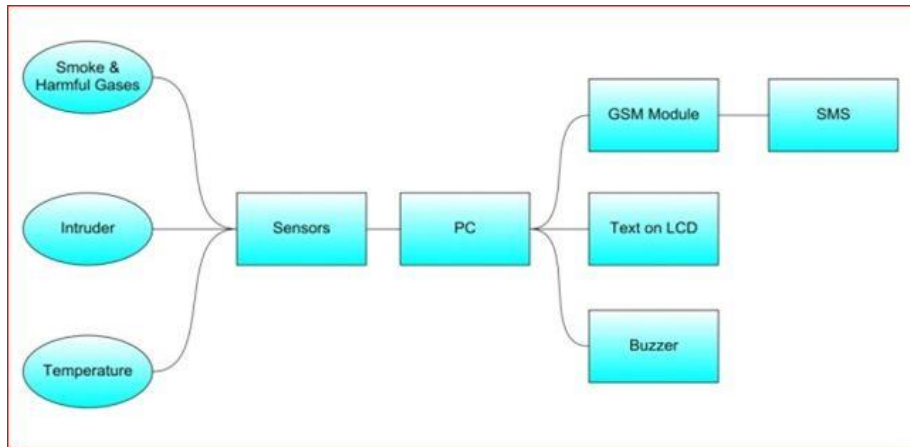 Smoke &
Harmful Gases
Intruder
Temperature
Sensors
PC
GSM Module
SMS
Text on LCD
Buzzer